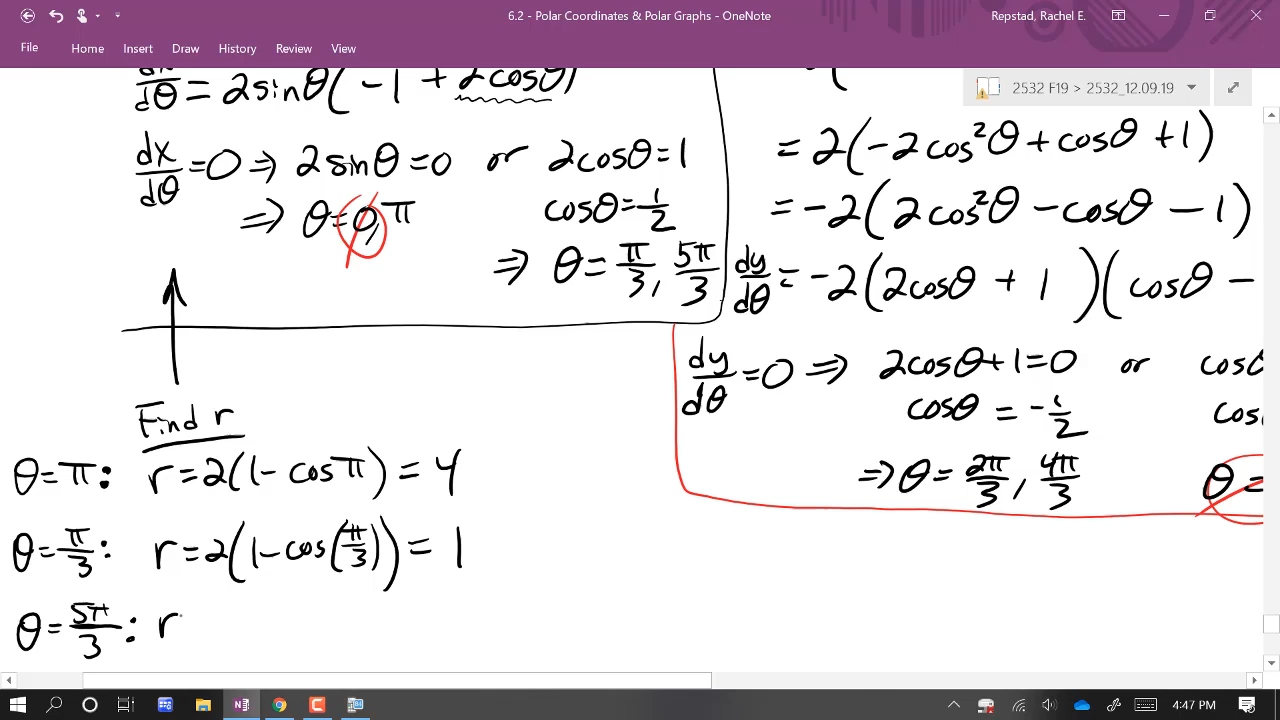 6.2 - Polar Coordinates & Polar Graphs - OneNote
Repstad, Rachel E.
File Home Insert Draw History Review View
2532 F19 > 2532_12.09.19
dx/dθ = 2sinθ(-1 + 2cosθ)
dx/dθ = 0 ⇒ 2sinθ = 0 or 2cosθ = 1
⇒ θ = 0, π
cosθ = 1/2
⇒ θ = π/3, 5π/3
= 2(-2cos²θ + cosθ + 1)
= -2(2cos²θ - cosθ - 1)
dy/dθ = -2(2cosθ + 1)(cosθ -
dy/dθ = 0 ⇒ 2cosθ + 1 = 0 or cosθ
cosθ = -1/2 cos
⇒ θ = 2π/3, 4π/3 θ =
Find r
θ = π: r = 2(1 - cosπ) = 4
θ = π/3: r = 2(1 - cos(π/3)) = 1
θ = 5π/3: r
4:47 PM